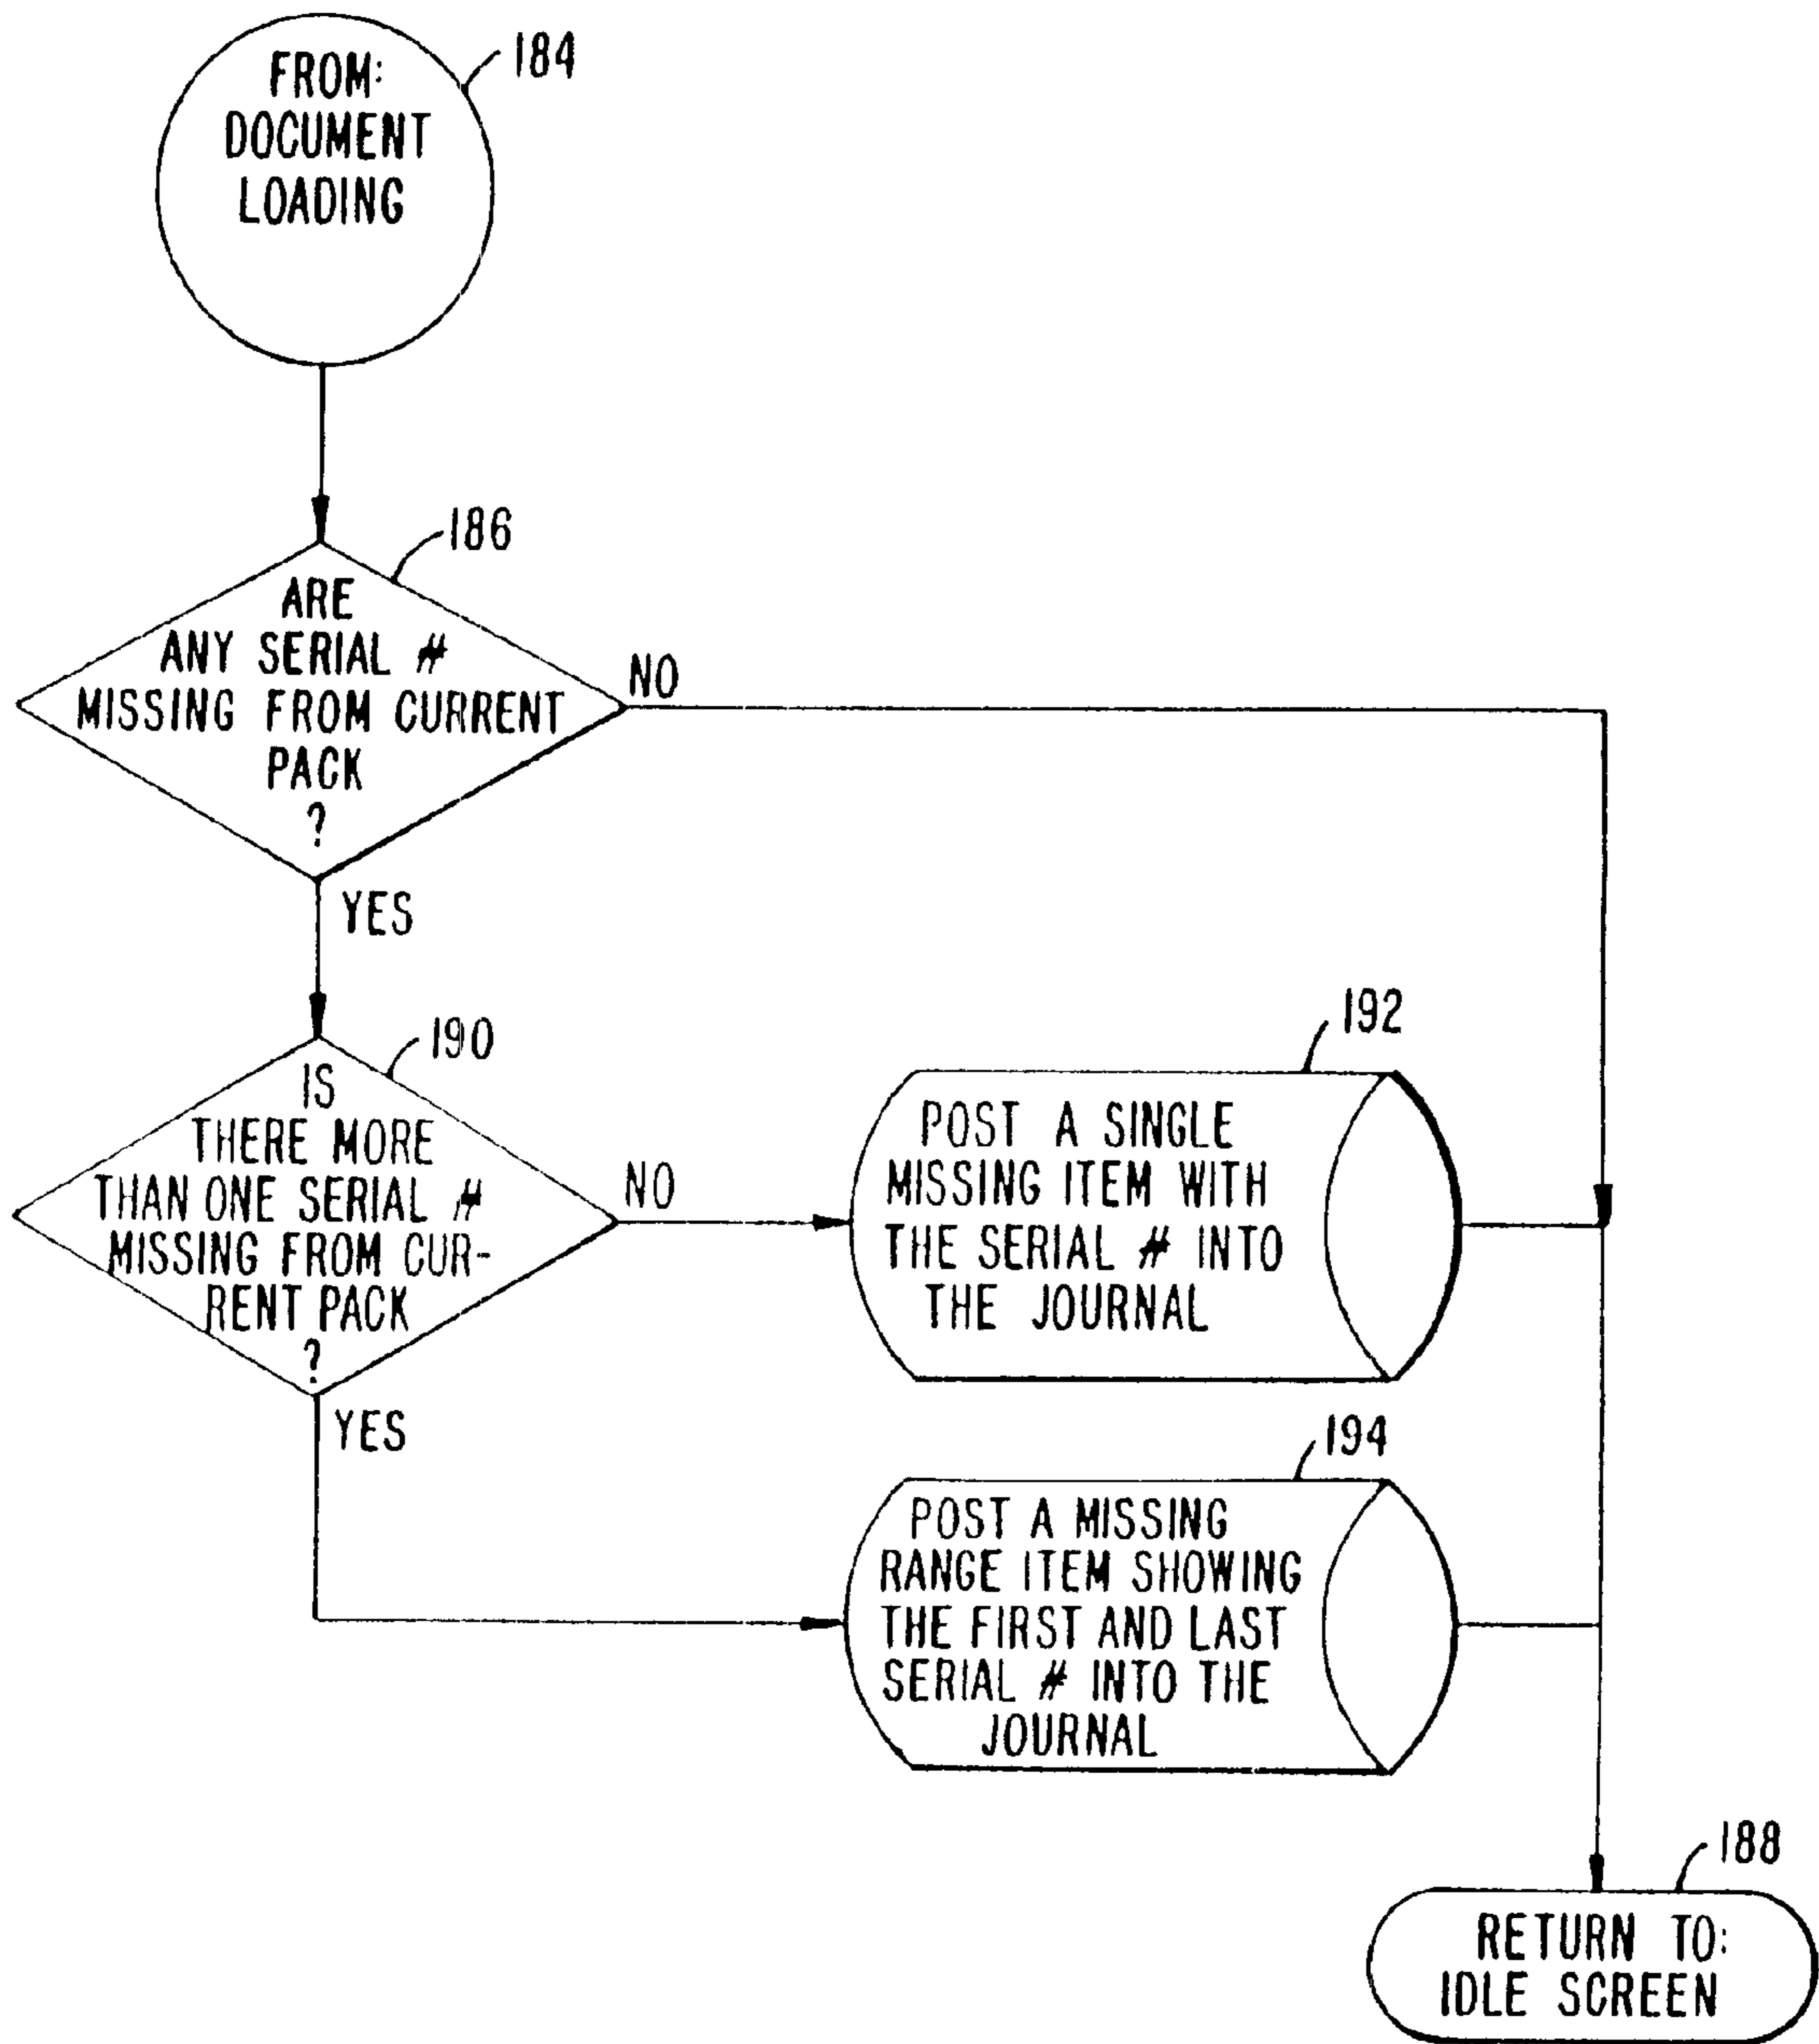 FROM:
DOCUMENT
LOADING
184
186
ARE
ANY SERIAL #
MISSING FROM CURRENT
PACK
?
NO
YES
190
IS
THERE MORE
THAN ONE SERIAL #
MISSING FROM CUR-
RENT PACK
?
NO
YES
192
POST A SINGLE
MISSING ITEM WITH
THE SERIAL # INTO
THE JOURNAL
194
POST A MISSING
RANGE ITEM SHOWING
THE FIRST AND LAST
SERIAL # INTO THE
JOURNAL
188
RETURN TO:
IDLE SCREEN